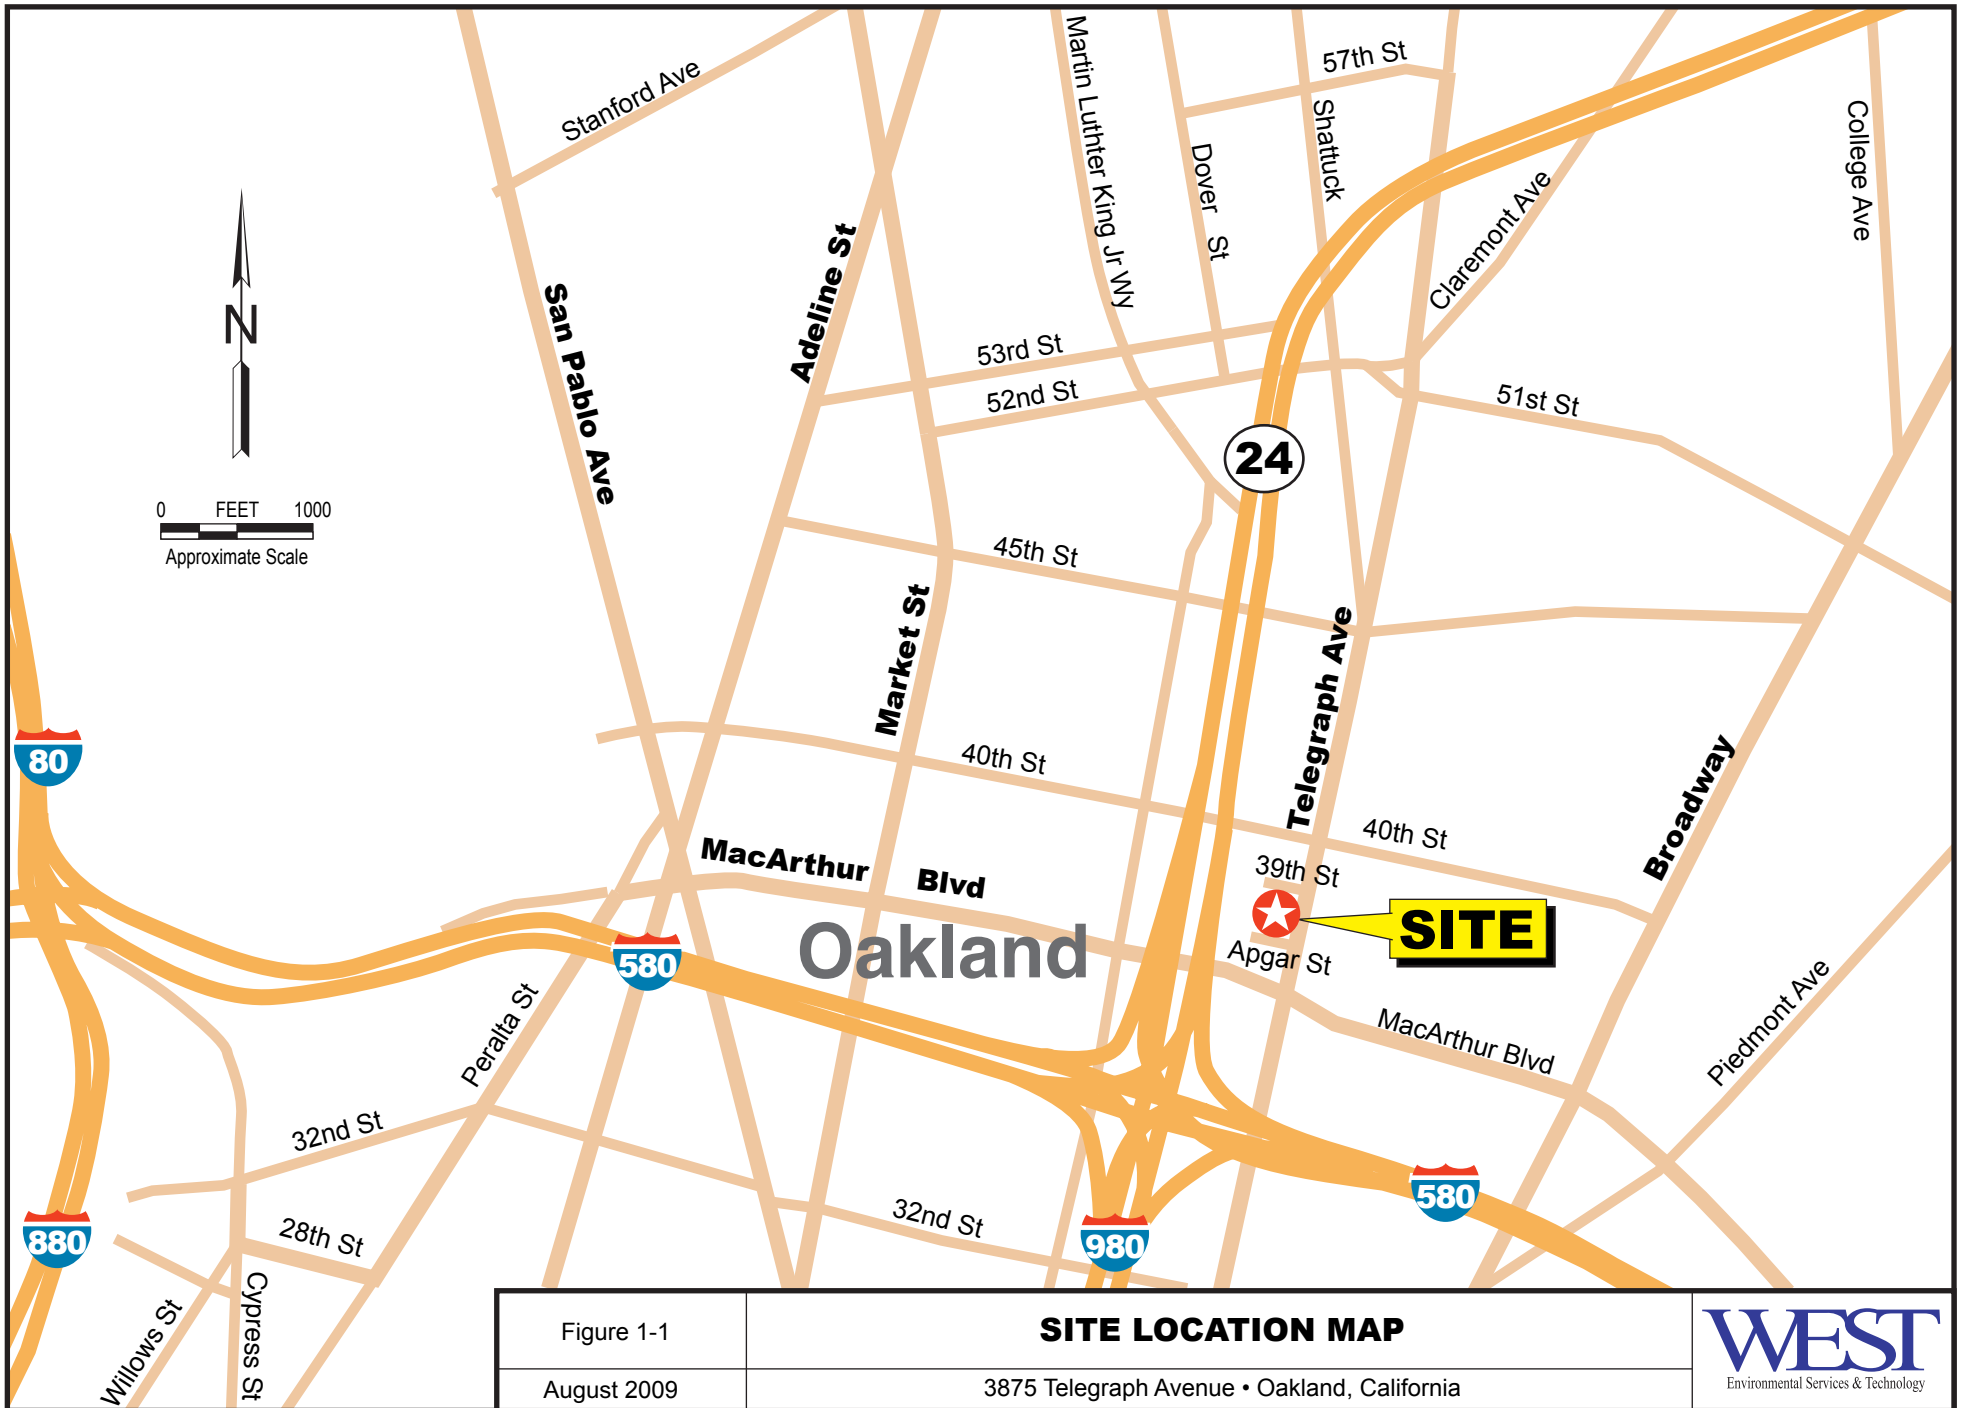 Stanford Ave
Martin Luthter King Jr Wy
57th St
Shattuck
Dover St
College Ave
Claremont Ave
N
San Pablo Ave
Adeline St
53rd St
52nd St
51st St
24
0 FEET 1000
Approximate Scale
45th St
Market St
Telegraph Ave
80
40th St
Broadway
40th St
MacArthur Blvd
39th St
SITE
Oakland
Apgar St
580
Peralta St
MacArthur Blvd
Piedmont Ave
32nd St
580
32nd St
880
28th St
980
Cypress St
Willows St
Figure 1-1
SITE LOCATION MAP
August 2009
3875 Telegraph Avenue • Oakland, California
WEST
Environmental Services & Technology